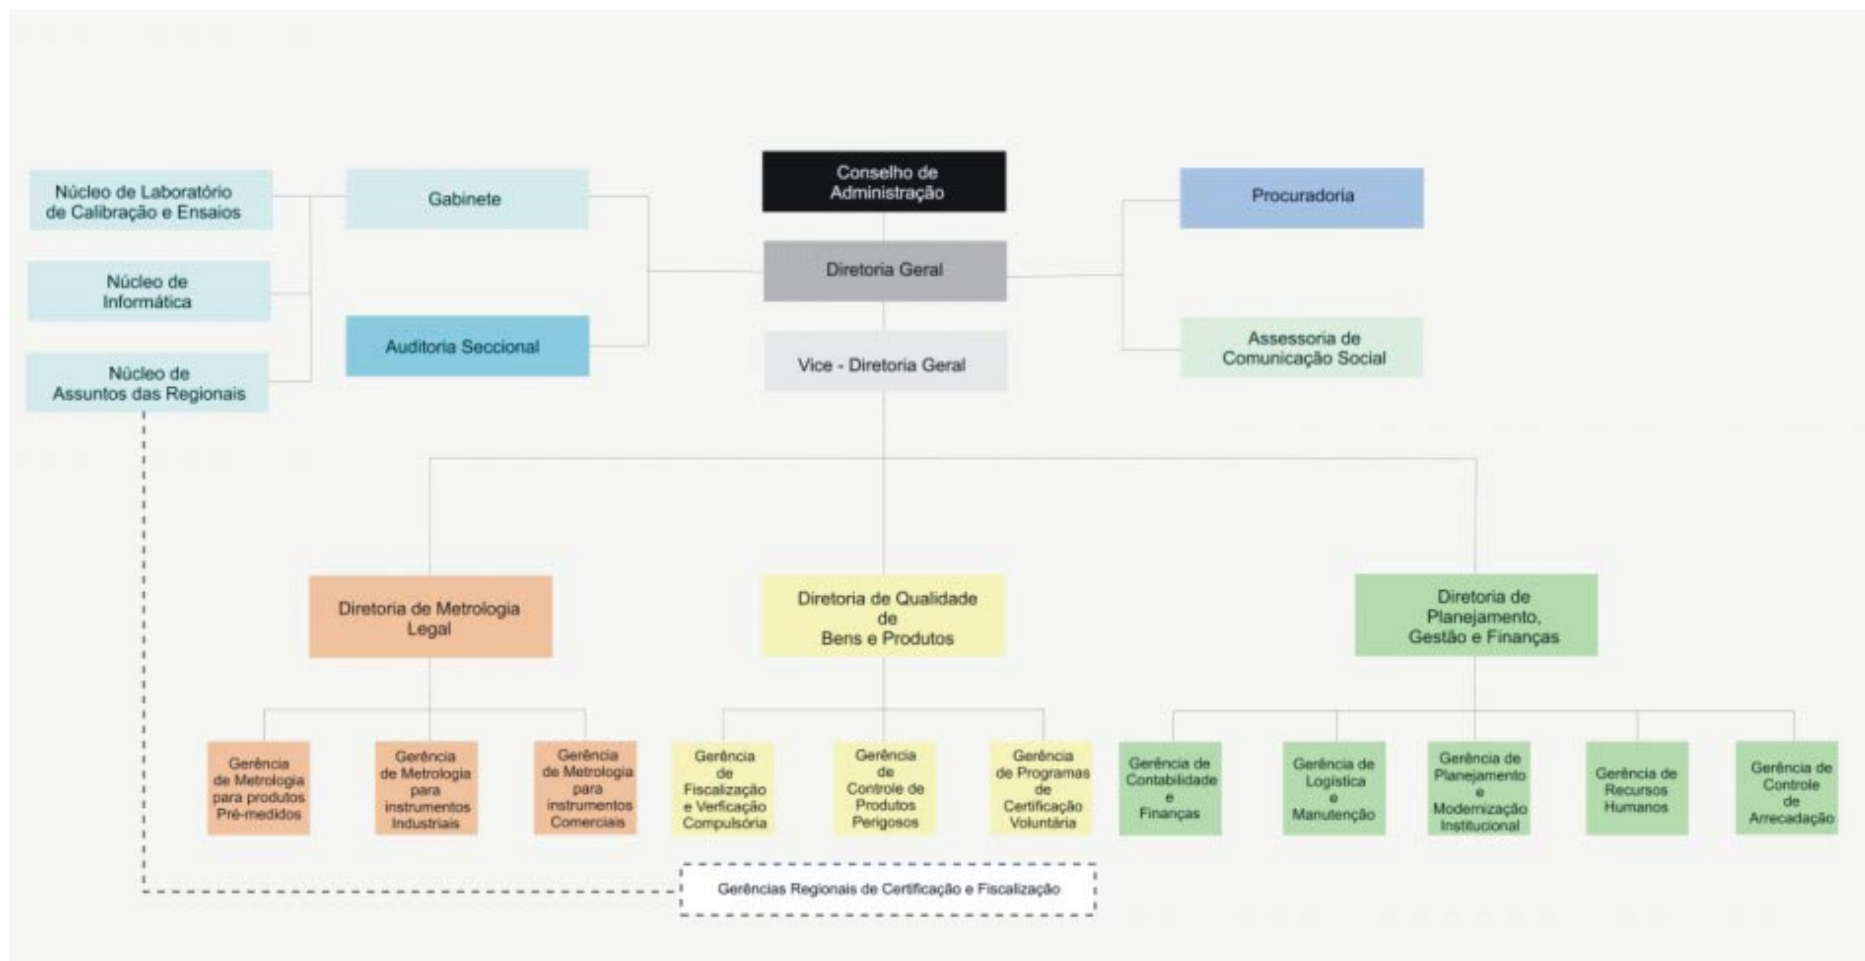 Conselho de
Administração
Núcleo de Laboratório
de Calibração e Ensaios
Gabinete
Procuradoria
Diretoria Geral
Núcleo de
Informática
Auditoria Seccional
Vice - Diretoria Geral
Assessoria de
Comunicação Social
Núcleo de
Assuntos das Regionais
Diretoria de Metrologia
Legal
Diretoria de Qualidade
de
Bens e Produtos
Diretoria de
Planejamento,
Gestão e Finanças
Gerência
de Metrologia
para produtos
Pré-medidos
Gerência
de Metrologia
para
instrumentos
Industriais
Gerência
de Metrologia
para
instrumentos
Comerciais
Gerência
de
Fiscalização
e Verficação
Compulsória
Gerência
de
Controle de
Produtos
Perigosos
Gerência
de Programas
de
Certificação
Voluntária
Gerência de
Contabilidade
e
Finanças
Gerência de
Logística
e
Manutenção
Gerência de
Planejamento
e
Modernização
Institucional
Gerência de
Recursos
Humanos
Gerência de
Controle
de
Arrecadação
Gerências Regionais de Certificação e Fiscalização